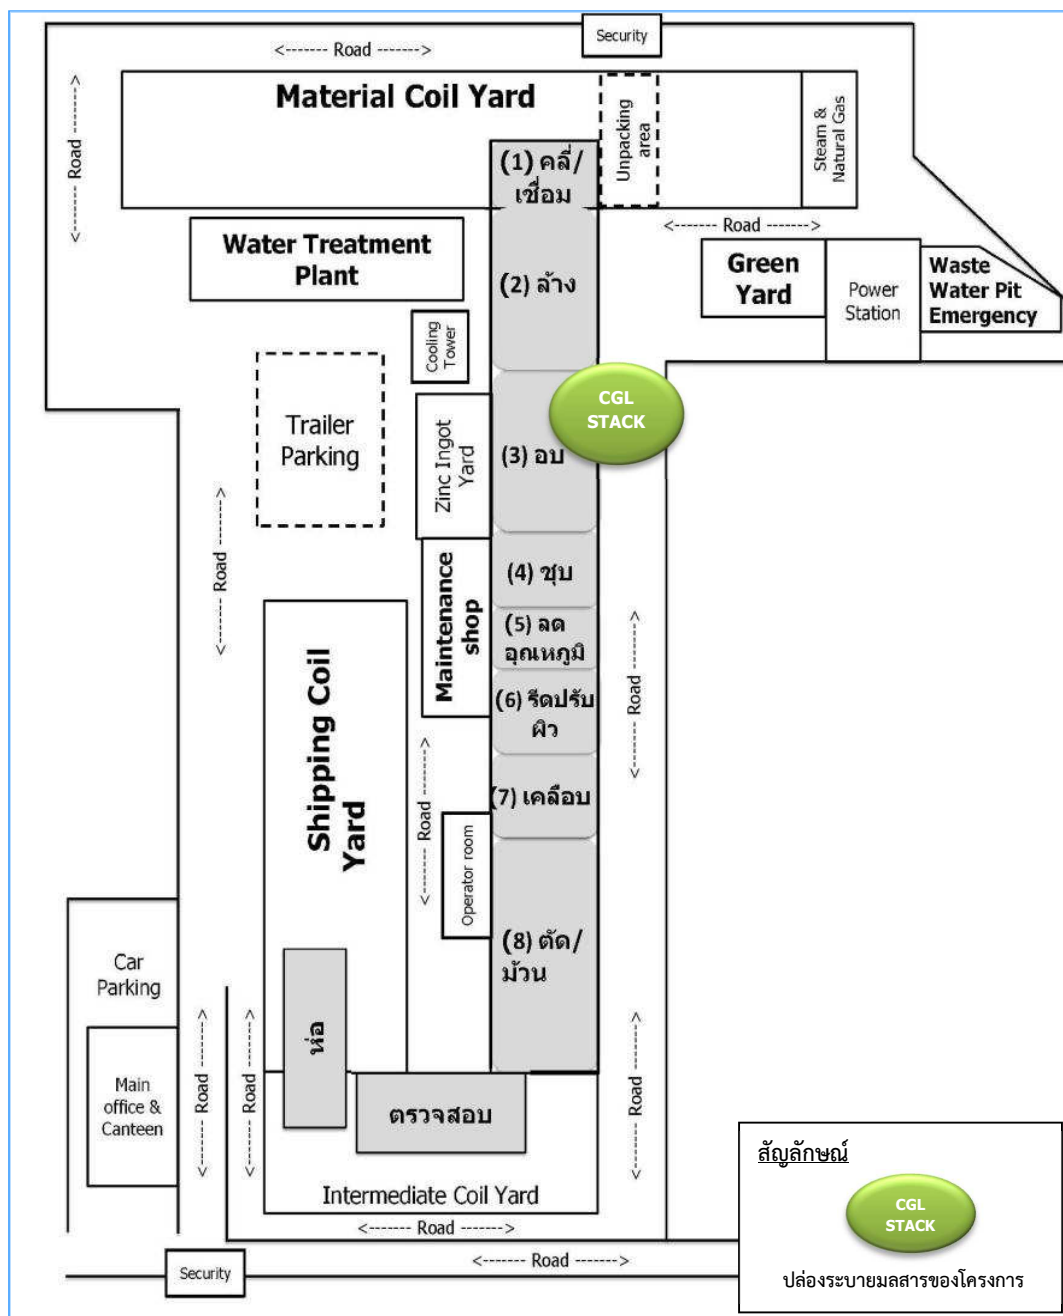 Security
<------- Road ------->
<----- Road ----->
Material Coil Yard
Unpacking
area
Steam &
Natural Gas
(1) คลี่/
เชื่อม
<------- Road ------->
Water Treatment
Plant
(2) ล้าง
Green
Yard
Power
Station
Waste
Water Pit
Emergency
Cooling
Tower
CGL
STACK
Trailer
Parking
Zinc Ingot
Yard
(3) อบ
<------- Road ------->
Maintenance
shop
(4) ชุบ
(5) ลด
อุณหภูมิ
(6) รีดปรับ
ผิว
<------- Road ------->
Shipping Coil
Yard
<------- Road ------->
(7) เคลือบ
Operator room
(8) ตัด/
ม้วน
Car
Parking
ห่อ
Main
office &
Canteen
<------- Road ------->
<------- Road ------->
ตรวจสอบ
<------- Road ------->
Intermediate Coil Yard
<------- Road ------->
Security
<------- Road ------->
สัญลักษณ์
CGL
STACK
ปล่องระบายมลสารของโครงการ